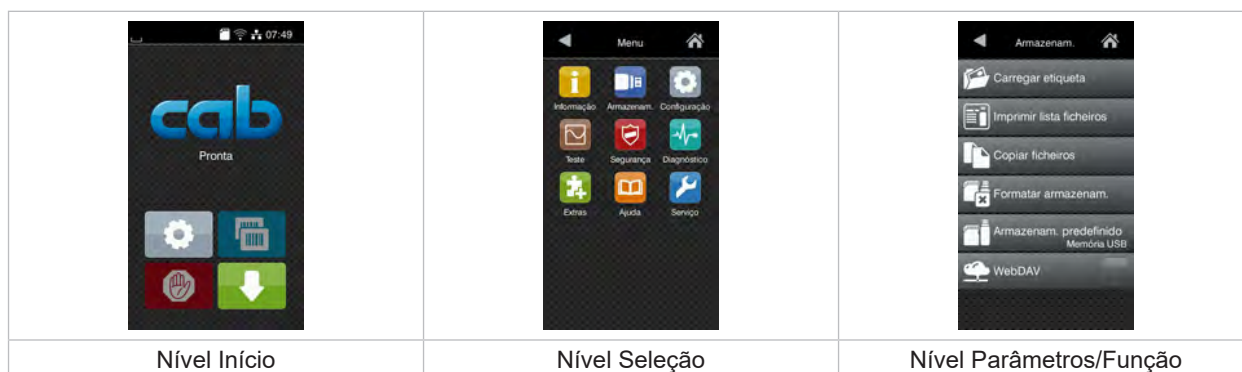 07:49
cab
Pronta
Nível Início
Menu
Informação Armazenam. Configuração
Teste Segurança Diagnóstico
Extras Ajuda Serviço
Nível Seleção
Armazenam.
Carregar etiqueta
Imprimir lista ficheiros
Copiar ficheiros
Formatar armazenam.
Armazenam. predefinido
Memória USB
WebDAV
Nível Parâmetros/Função